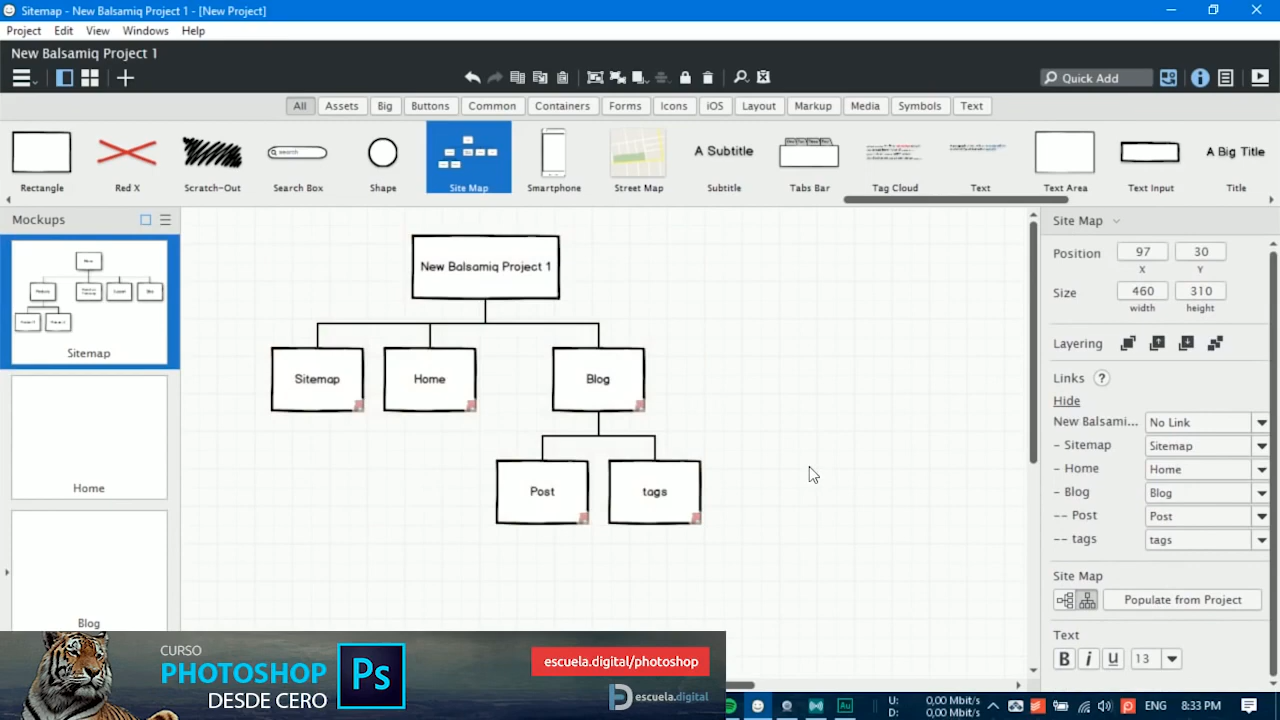 Sitemap - New Balsamiq Project 1 - [New Project]
Project Edit View Windows Help
New Balsamiq Project 1
Quick Add
All Assets Big Buttons Common Containers Forms Icons iOS Layout Markup Media Symbols Text
search
A Subtitle
A Big Title
Rectangle Red X Scratch-Out Search Box Shape Site Map Smartphone Street Map Subtitle Tabs Bar Tag Cloud Text Text Area Text Input Title
Mockups
Sitemap
Home
Blog
New Balsamiq Project 1
Sitemap Home Blog
Post tags
Site Map
Position 97 30
X Y
Size 460 310
width height
Layering
Links ?
Hide
New Balsami... No Link
- Sitemap Sitemap
- Home Home
- Blog Blog
-- Post Post
-- tags tags
Site Map
Populate from Project
Text
B i U 13
CURSO
PHOTOSHOP
DESDE CERO
Ps
escuela.digital/photoshop
escuela.digital
Au
U: 0,00 Mbit/s
D: 0,00 Mbit/s
ENG 8:33 PM